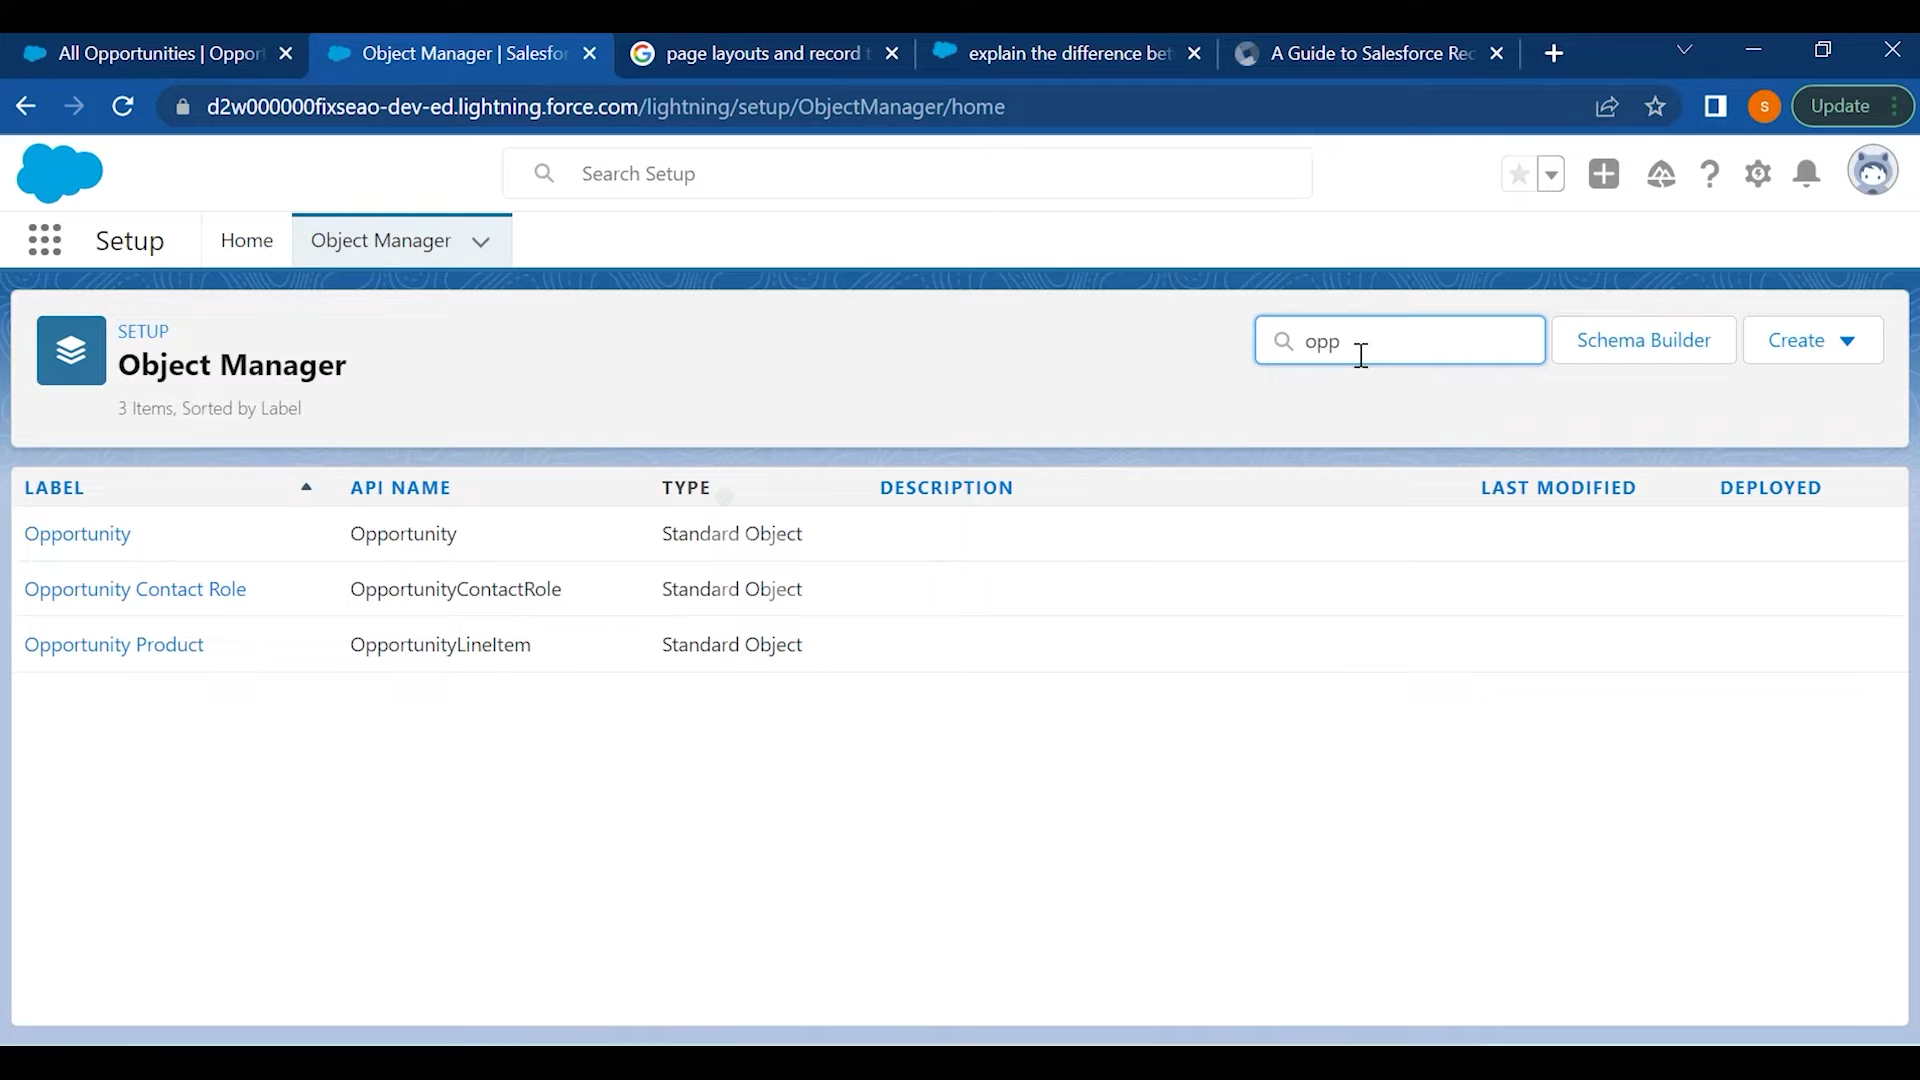 All Opportunities | Oppor
Object Manager | Salesfo
page layouts and record t
explain the difference bet
A Guide to Salesforce Rec
d2w000000fixseao-dev-ed.lightning.force.com/lightning/setup/ObjectManager/home
s
Update
Search Setup
Setup
Home
Object Manager
SETUP
Object Manager
3 Items, Sorted by Label
opp
Schema Builder
Create
LABEL API NAME TYPE DESCRIPTION LAST MODIFIED DEPLOYED
Opportunity Opportunity Standard Object
Opportunity Contact Role OpportunityContactRole Standard Object
Opportunity Product OpportunityLineItem Standard Object